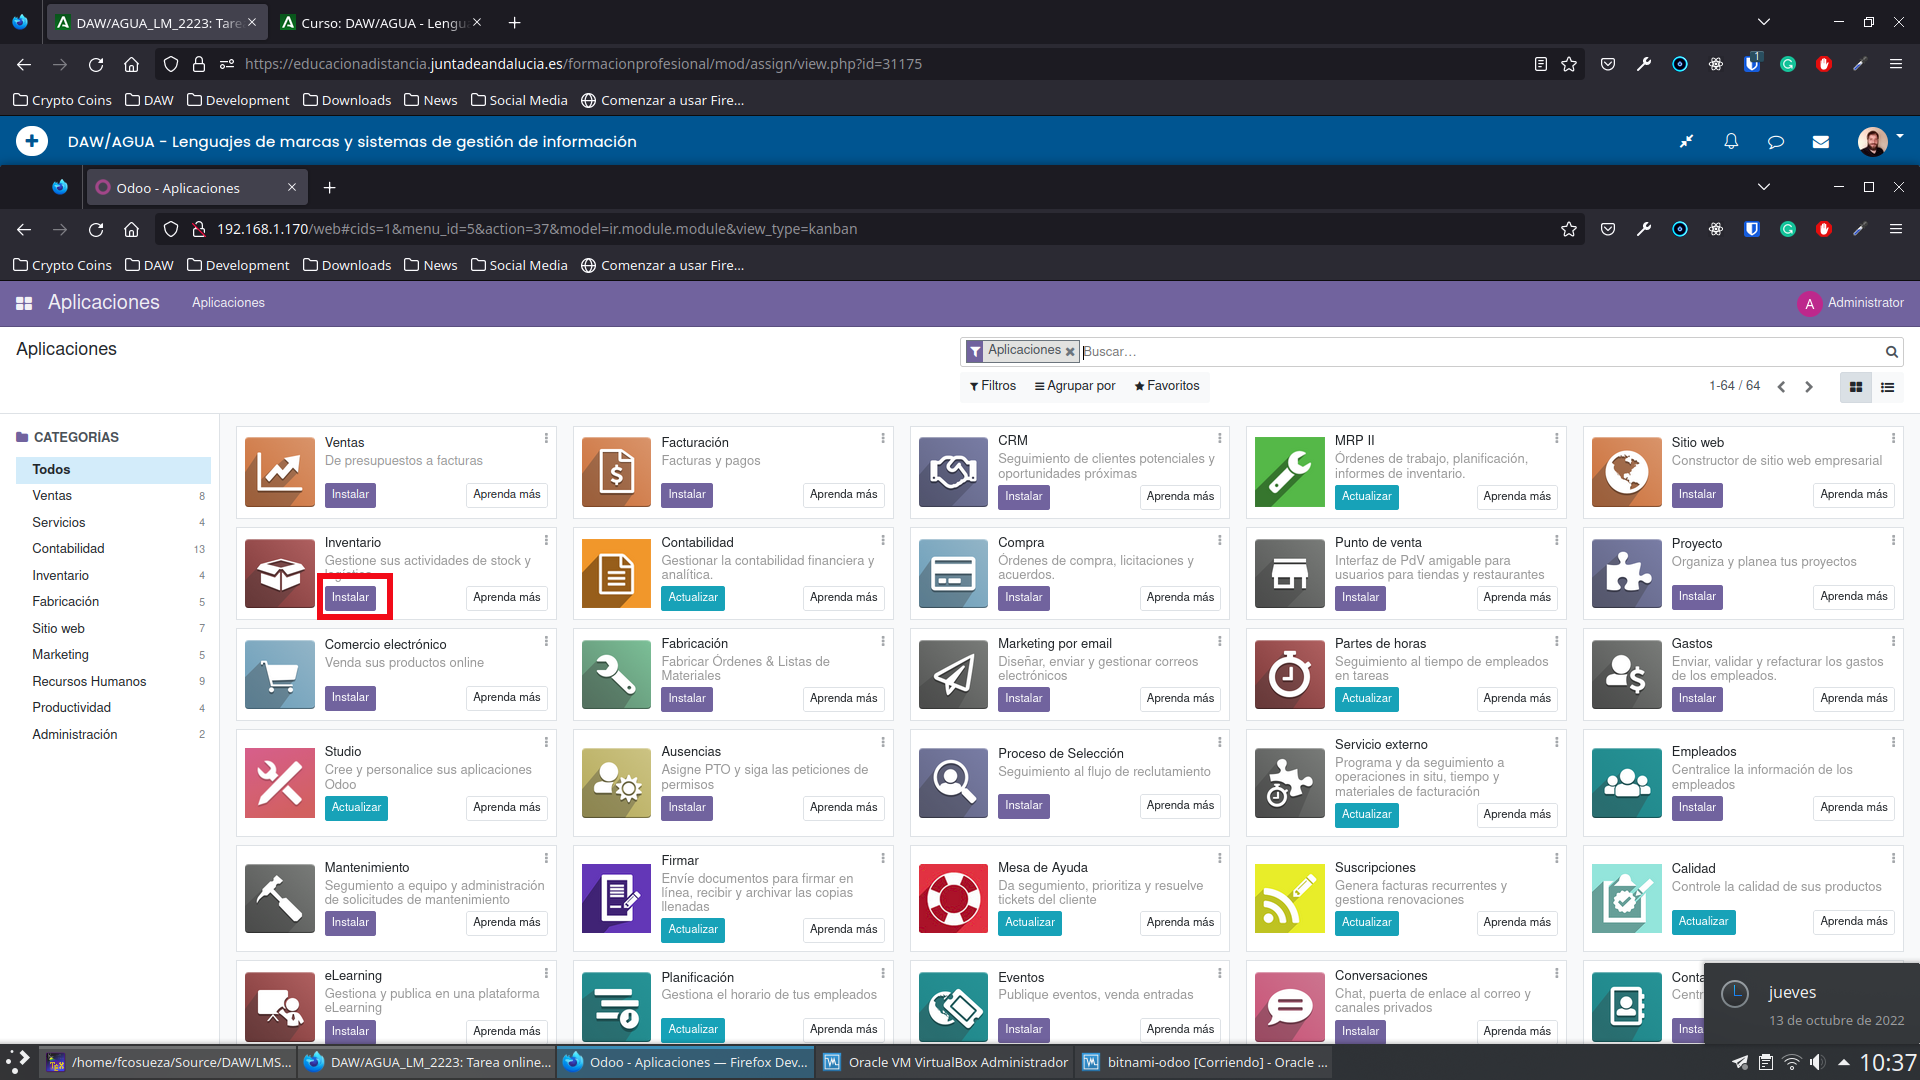 DAW/AGUA_LM_2223: Tare
Curso: DAW/AGUA - Lengu
https://educacionadistancia.juntadeandalucia.es/formacionprofesional/mod/assign/view.php?id=31175
1
Crypto Coins DAW Development Downloads News Social Media Comenzar a usar Fire...
DAW/AGUA - Lenguajes de marcas y sistemas de gestión de información
Odoo - Aplicaciones
192.168.1.170/web#cids=1&menu_id=5&action=37&model=ir.module.module&view_type=kanban
Crypto Coins DAW Development Downloads News Social Media Comenzar a usar Fire...
Aplicaciones Aplicaciones
A Administrator
Aplicaciones
Aplicaciones Buscar...
Filtros Agrupar por Favoritos
1-64 / 64
CATEGORÍAS
Todos
Ventas 8
Servicios 4
Contabilidad 13
Inventario 4
Fabricación 5
Sitio web 7
Marketing 5
Recursos Humanos 9
Productividad 4
Administración 2
Ventas
De presupuestos a facturas
Instalar Aprenda más
Facturación
Facturas y pagos
Instalar Aprenda más
CRM
Seguimiento de clientes potenciales y
oportunidades próximas
Instalar Aprenda más
MRP II
Órdenes de trabajo, planificación,
informes de inventario.
Actualizar Aprenda más
Sitio web
Constructor de sitio web empresarial
Instalar Aprenda más
Inventario
Gestione sus actividades de stock y
Instalar Aprenda más
Contabilidad
Gestionar la contabilidad financiera y
analítica.
Actualizar Aprenda más
Compra
Órdenes de compra, licitaciones y
acuerdos.
Instalar Aprenda más
Punto de venta
Interfaz de PdV amigable para
usuarios para tiendas y restaurantes
Instalar Aprenda más
Proyecto
Organiza y planea tus proyectos
Instalar Aprenda más
Comercio electrónico
Venda sus productos online
Instalar Aprenda más
Fabricación
Fabricar Órdenes & Listas de
Materiales
Instalar Aprenda más
Marketing por email
Diseñar, enviar y gestionar correos
electrónicos
Instalar Aprenda más
Partes de horas
Seguimiento al tiempo de empleados
en tareas
Actualizar Aprenda más
Gastos
Enviar, validar y refacturar los gastos
de los empleados.
Instalar Aprenda más
Studio
Cree y personalice sus aplicaciones
Odoo
Actualizar Aprenda más
Ausencias
Asigne PTO y siga las peticiones de
permisos
Instalar Aprenda más
Proceso de Selección
Seguimiento al flujo de reclutamiento
Instalar Aprenda más
Servicio externo
Programa y da seguimiento a
operaciones in situ, tiempo y
materiales de facturación
Actualizar Aprenda más
Empleados
Centralice la información de los
empleados
Instalar Aprenda más
Mantenimiento
Segumiento a equipo y administración
de solicitudes de mantenimiento
Instalar Aprenda más
Firmar
Envíe documentos para firmar en
línea, recibir y archivar las copias
llenadas
Actualizar Aprenda más
Mesa de Ayuda
Da segumiento, prioritiza y resuelve
tickets del cliente
Actualizar Aprenda más
Suscripciones
Genera facturas recurrentes y
gestiona renovaciones
Actualizar Aprenda más
Calidad
Controle la calidad de sus productos
Actualizar Aprenda más
eLearning
Gestiona y publica en una plataforma
eLearning
Instalar Aprenda más
Planificación
Gestiona el horario de tus empleados
Actualizar Aprenda más
Eventos
Publique eventos, venda entradas
Instalar Aprenda más
Conversaciones
Chat, puerta de enlace al correo y
canales privados
Instalar Aprenda más
Conta
Centr
Insta
jueves
13 de octubre de 2022
/home/fcosueza/Source/DAW/LMS...
DAW/AGUA_LM_2223: Tarea online...
Odoo - Aplicaciones — Firefox Dev...
Oracle VM VirtualBox Administrador
bitnami-odoo [Corriendo] - Oracle ...
10:37